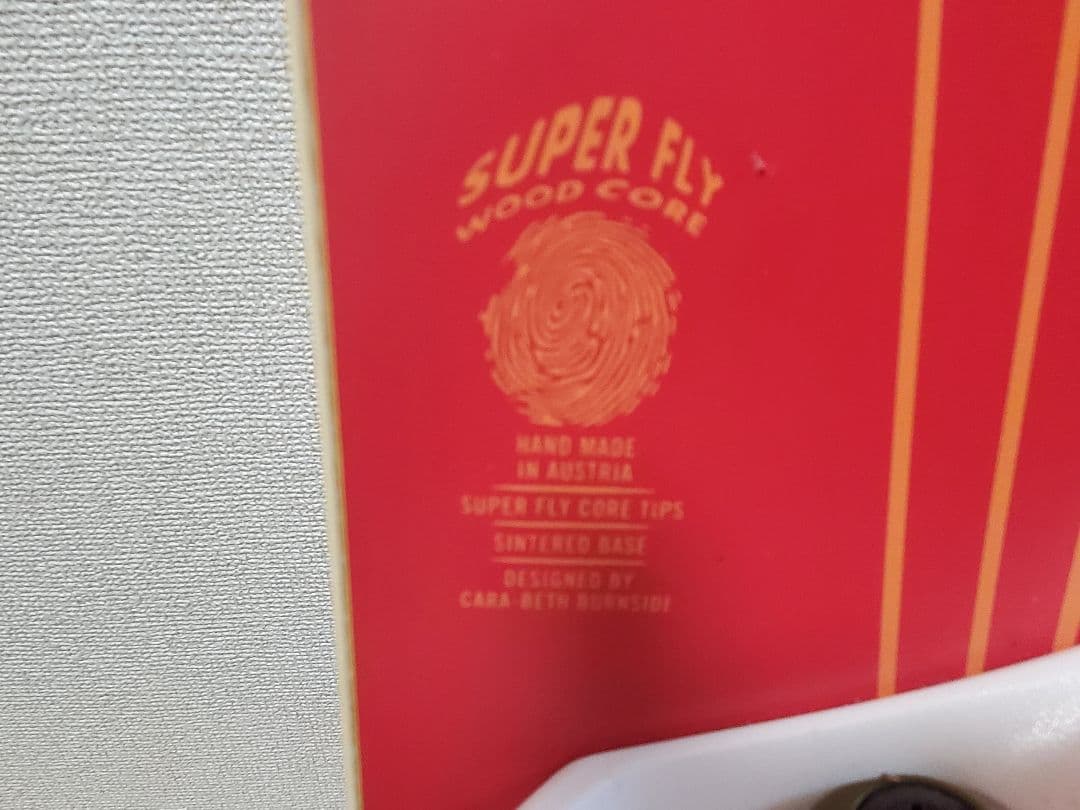 SUPER FLY
WOOD CORE
HAND MADE
IN AUSTRIA
SUPER FLY CORE TIPS
SINTERED BASE
DESIGNED BY
CARA-BETH BURNSIDE